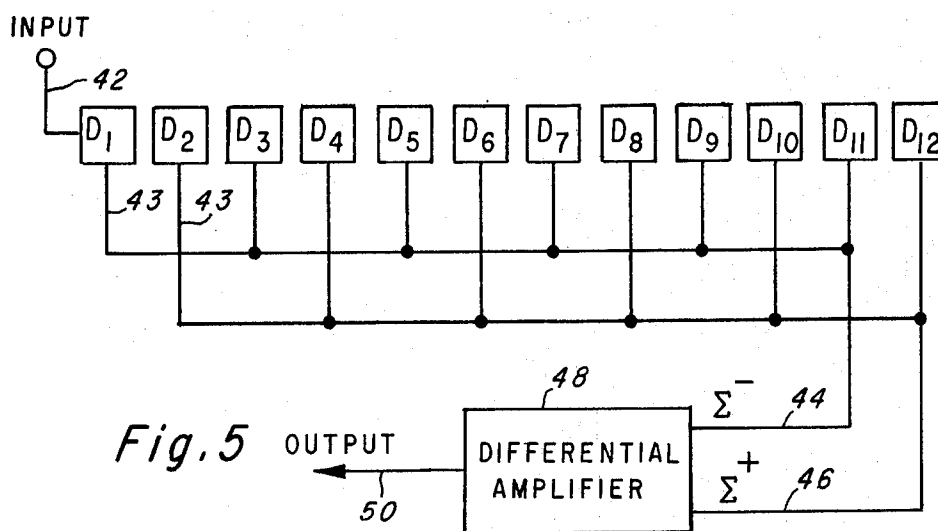 INPUT
42
D1 D2 D3 D4 D5 D6 D7 D8 D9 D10 D11 D12
43 43
48
Σ- 44
Fig.5 OUTPUT DIFFERENTIAL AMPLIFIER
50
Σ+ 46